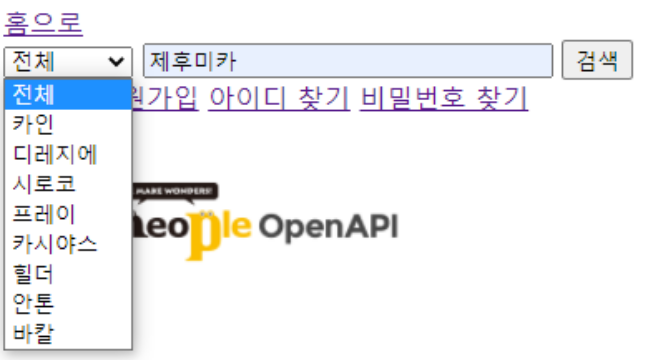 홈으로
전체 제후미카 검색
전체
원가입 아이디 찾기 비밀번호 찾기
카인
디레지에
시로코
MAKE WONDERS!
프레이
neople OpenAPI
카시야스
힐더
안톤
바칼